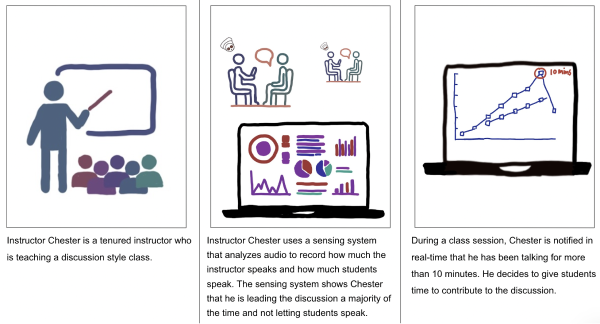 Instructor Chester is a tenured instructor who
is teaching a discussion style class.
Instructor Chester uses a sensing system
that analyzes audio to record how much the
instructor speaks and how much students
speak. The sensing system shows Chester
that he is leading the discussion a majority of
the time and not letting students speak.
10 mins
During a class session, Chester is notified in
real-time that he has been talking for more
than 10 minutes. He decides to give students
time to contribute to the discussion.